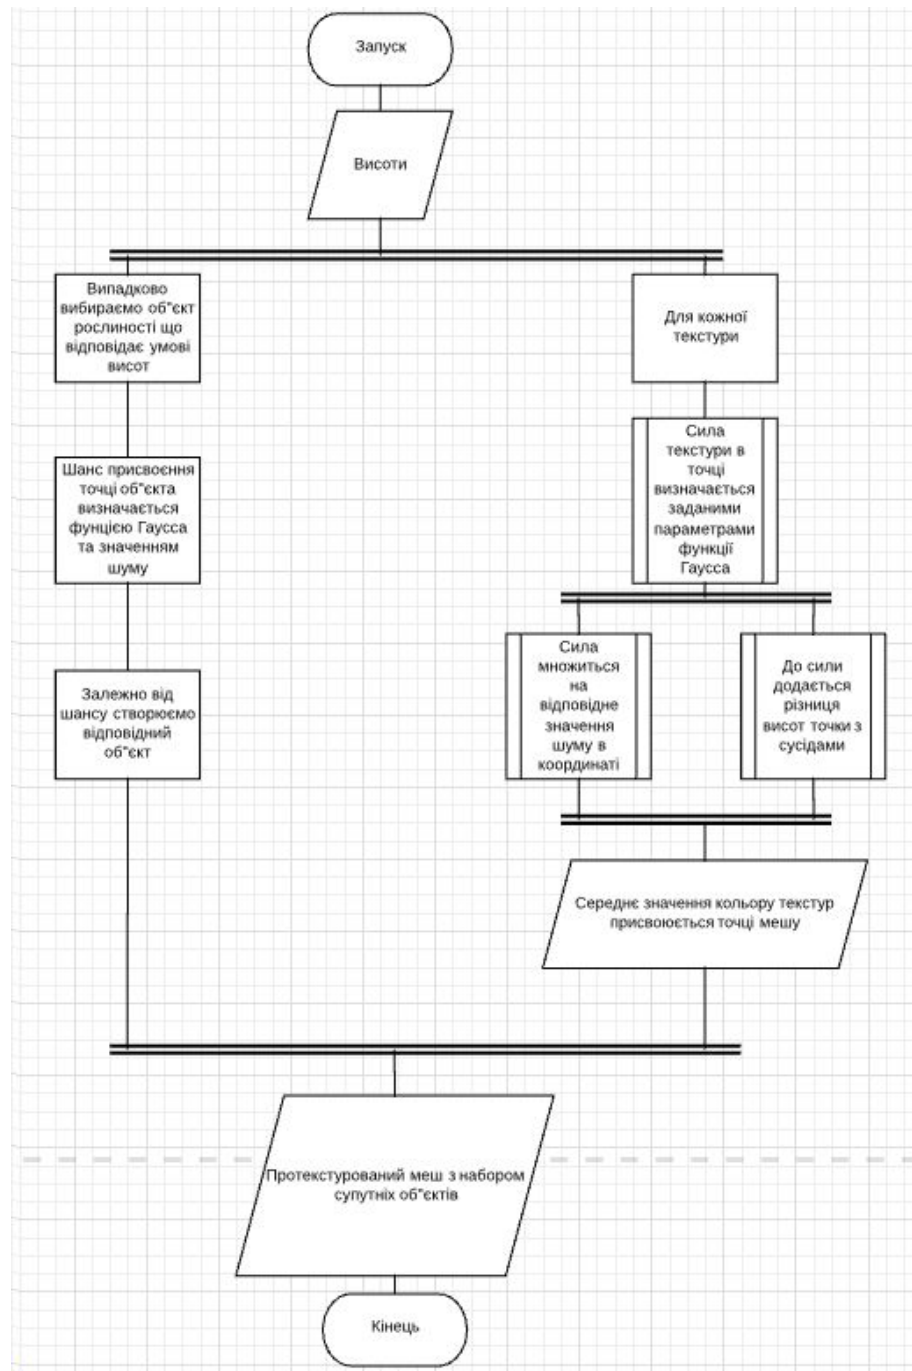 Запуск
Висоти
Випадково
вибираємо об"єкт
рослиності що
відповідає умові
висот
Для кожної
текстури
Шанс присвоєння
точці об"єкта
визначається
фунцією Гаусса
та значенням
шуму
Сила
текстури в
точці
визначається
заданими
параметрами
функції
Гаусса
Залежно від
шансу створюємо
відповідний
об"єкт
Сила
множиться
на
відповідне
значення
шуму в
координаті
До сили
додається
різниця
висот точки з
сусідами
Середнє значення кольору текстур
присвоюється точці мешу
Протекстурований меш з набором
супутніх об"єктів
Кінець